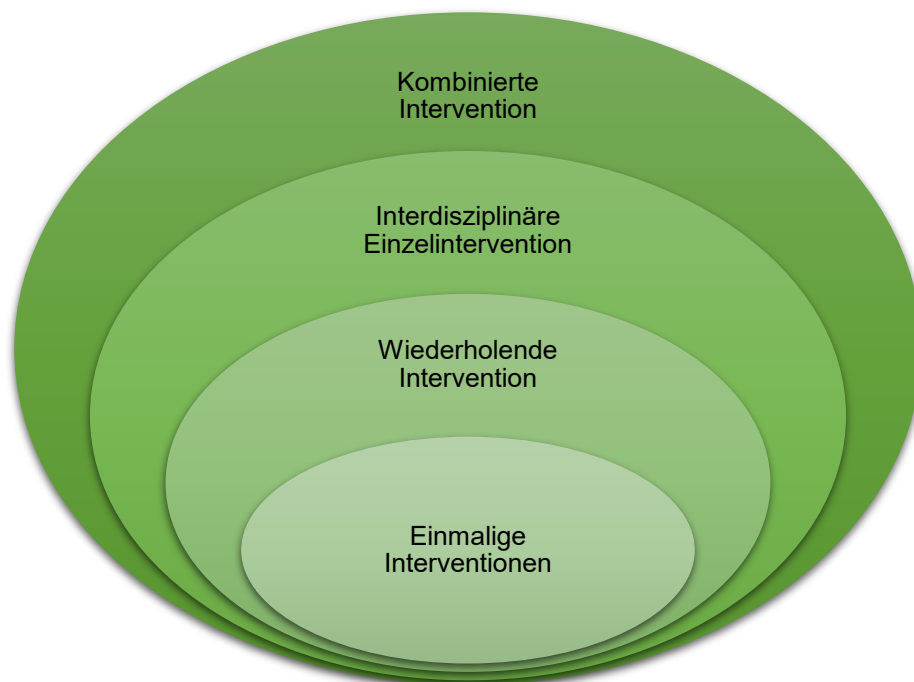 Kombinierte
Intervention
Interdisziplinäre
Einzelintervention
Wiederholende
Intervention
Einmalige
Interventionen